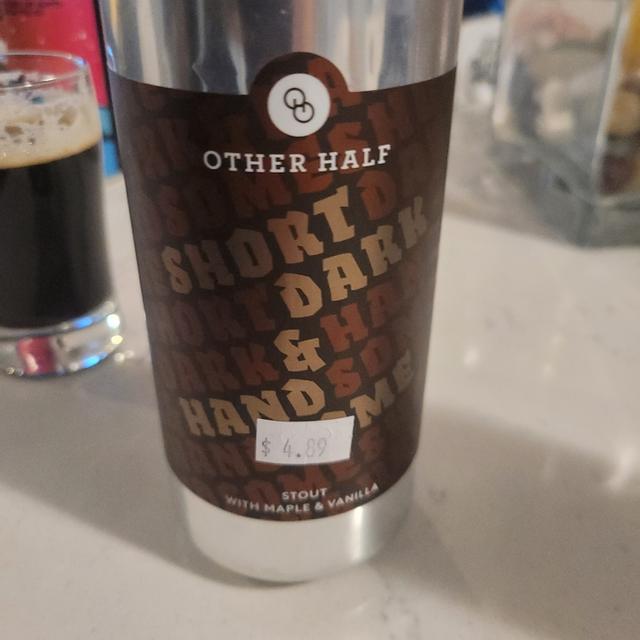 OTHER HALF
SHORT
DARK
&
HANDSOME
$ 4.89
STOUT
WITH MAPLE & VANILLA